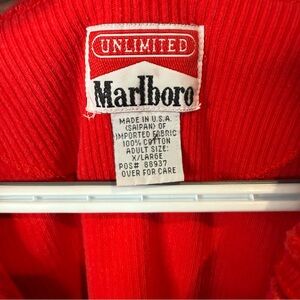 UNLIMITED
Marlboro
MADE IN U.S.A.
(SAIPAN) OF
IMPORTED FABRIC
100% COTTON
ADULT SIZE:
X/LARGE
POS# 88937
OVER FOR CARE